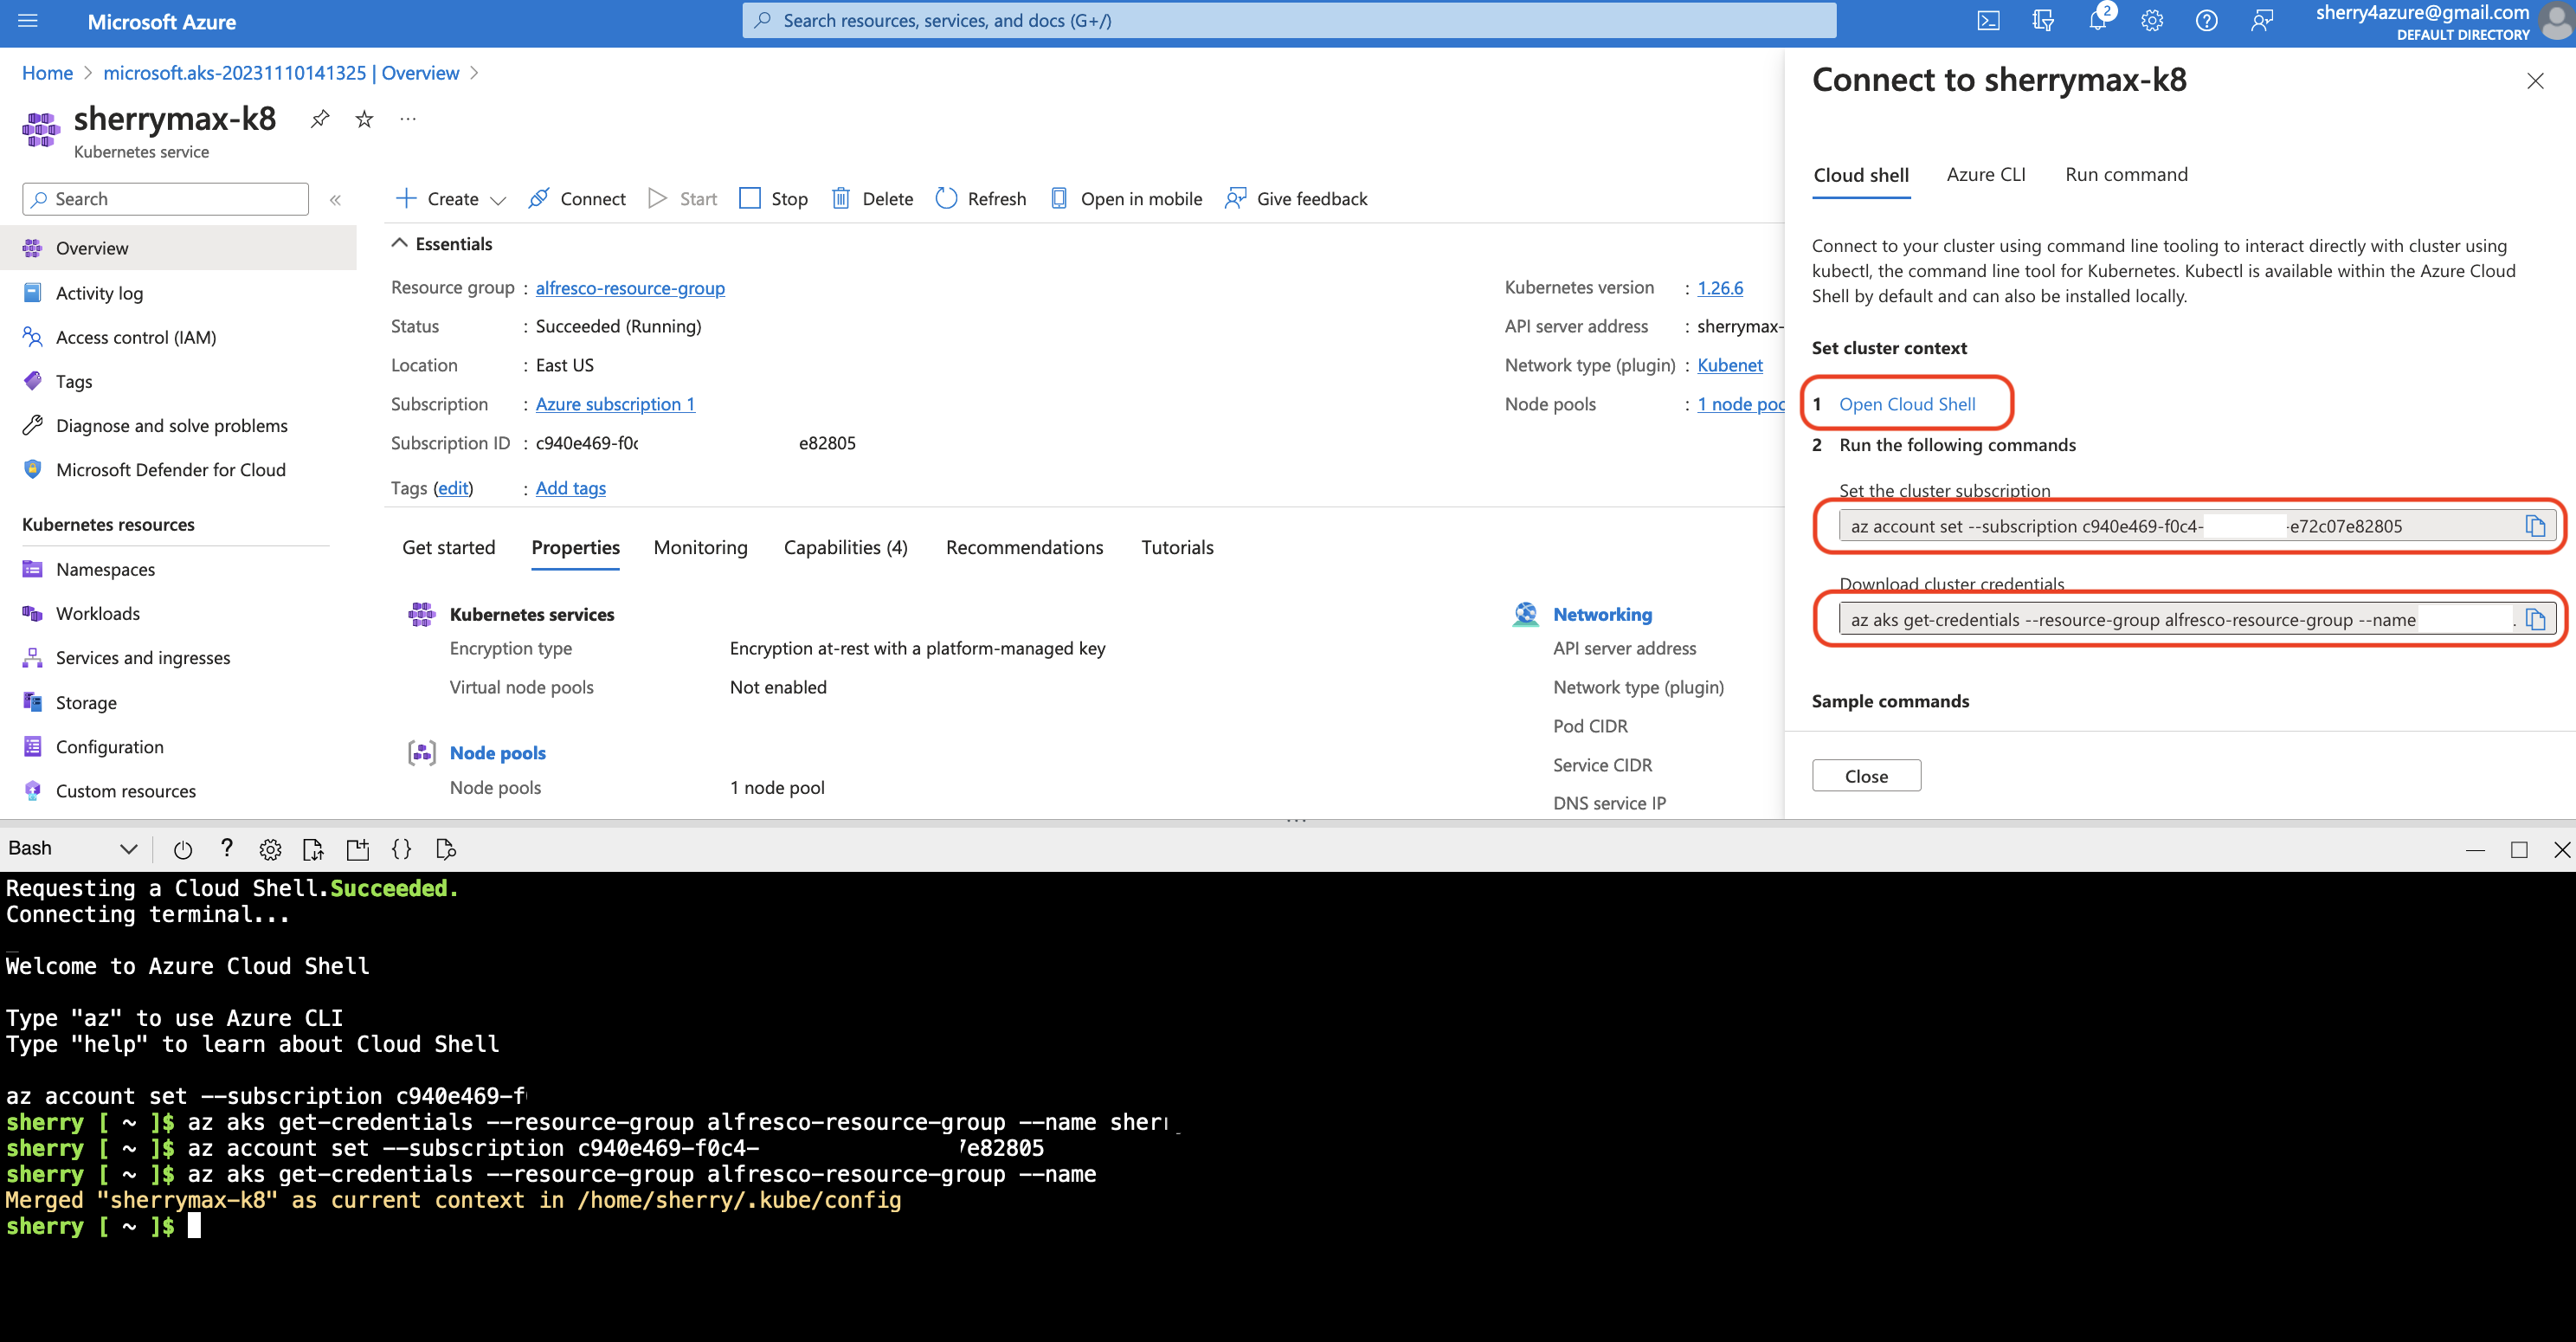 Microsoft Azure
Search resources, services, and docs (G+/)
2
sherry4azure@gmail.com
DEFAULT DIRECTORY
Home > microsoft.aks-20231110141325 | Overview >
sherrymax-k8
Kubernetes service
Search
«
Create
Connect
Start
Stop
Delete
Refresh
Open in mobile
Give feedback
Overview
Activity log
Access control (IAM)
Tags
Diagnose and solve problems
Microsoft Defender for Cloud
Kubernetes resources
Namespaces
Workloads
Services and ingresses
Storage
Configuration
Custom resources
Essentials
Resource group : alfresco-resource-group
Status : Succeeded (Running)
Location : East US
Subscription : Azure subscription 1
Subscription ID : c940e469-f0c e82805
Tags (edit) : Add tags
Kubernetes version : 1.26.6
API server address : sherrymax-
Network type (plugin) : Kubenet
Node pools : 1 node poo
Get started
Properties
Monitoring
Capabilities (4)
Recommendations
Tutorials
Kubernetes services
Encryption type Encryption at-rest with a platform-managed key
Virtual node pools Not enabled
Node pools
Node pools 1 node pool
Networking
API server address
Network type (plugin)
Pod CIDR
Service CIDR
DNS service IP
Connect to sherrymax-k8
Cloud shell
Azure CLI
Run command
Connect to your cluster using command line tooling to interact directly with cluster using
kubectl, the command line tool for Kubernetes. Kubectl is available within the Azure Cloud
Shell by default and can also be installed locally.
Set cluster context
1 Open Cloud Shell
2 Run the following commands
Set the cluster subscription
az account set --subscription c940e469-f0c4- -e72c07e82805
Download cluster credentials
az aks get-credentials --resource-group alfresco-resource-group --name
Sample commands
Close
Bash
Requesting a Cloud Shell.Succeeded.
Connecting terminal...
Welcome to Azure Cloud Shell
Type "az" to use Azure CLI
Type "help" to learn about Cloud Shell
az account set --subscription c940e469-f
sherry [ ~ ]$ az aks get-credentials --resource-group alfresco-resource-group --name sherr
sherry [ ~ ]$ az account set --subscription c940e469-f0c4- 7e82805
sherry [ ~ ]$ az aks get-credentials --resource-group alfresco-resource-group --name
Merged "sherrymax-k8" as current context in /home/sherry/.kube/config
sherry [ ~ ]$